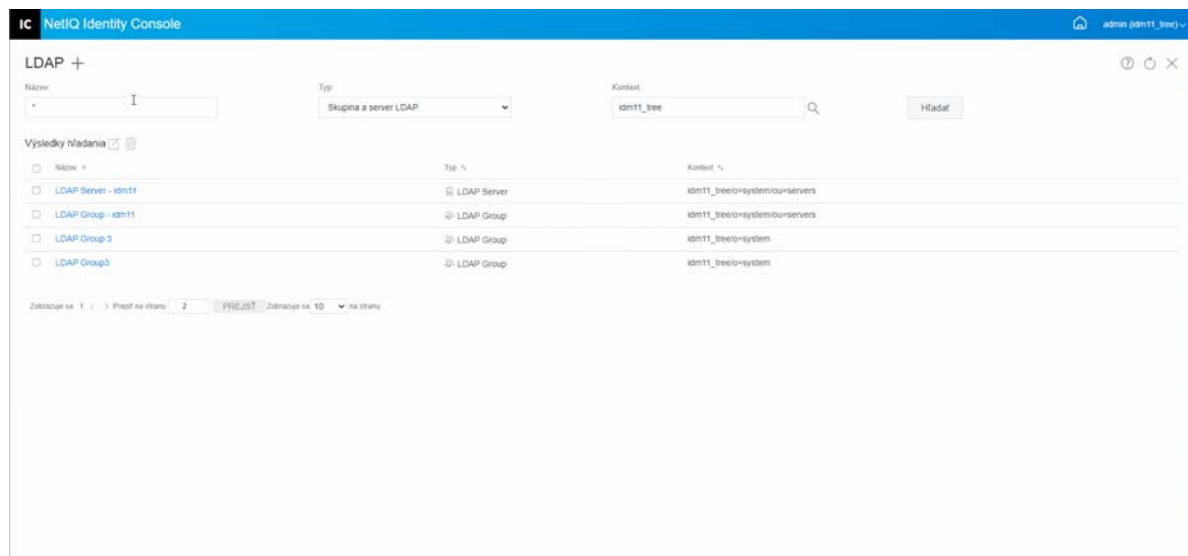 IC NetIQ Identity Console admin (idm11_tree)
LDAP +
Názov: Typ: Kontext:
* Skupina a server LDAP idm11_tree Hľadať
Výsledky hľadania
Názov Typ Kontext
LDAP Server - idm11 LDAP Server idm11_tree/o=system/ou=servers
LDAP Group - idm11 LDAP Group idm11_tree/o=system/ou=servers
LDAP Group 3 LDAP Group idm11_tree/o=system
LDAP Group3 LDAP Group idm11_tree/o=system
Zobrazuje sa 1 < > Prejsť na stranu 2 PREJSŤ Zobrazuje sa 10 na stranu